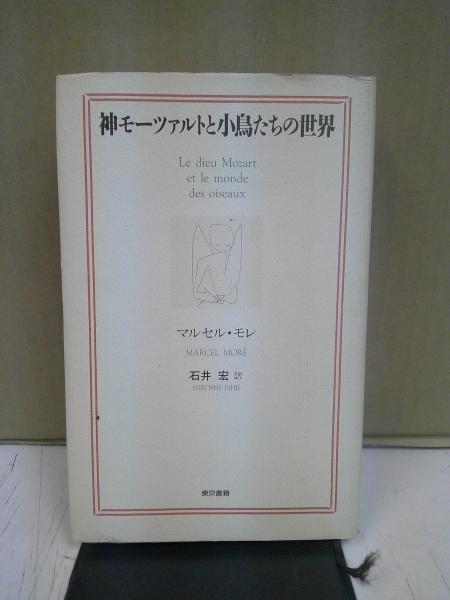 神モーツァルトと小鳥たちの世界
Le dieu Mozart
et le monde
des oiseaux
マルセル・モレ
MARCEL MORÉ
石井 宏 訳
HIROSHI ISHII
東京書籍